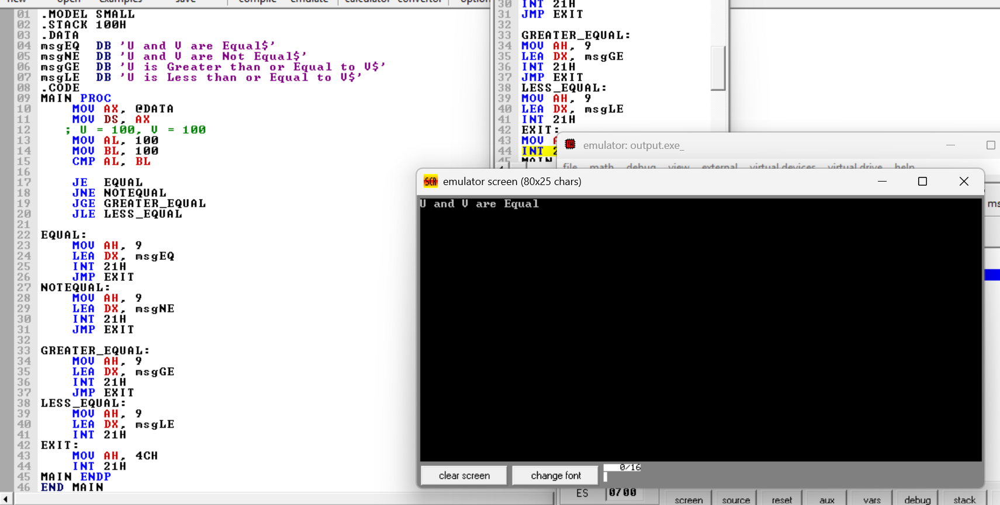 new open examples save compile emulate calculator convertor
01 .MODEL SMALL
02 .STACK 100H
03 .DATA
04 msgEQ DB 'U and V are Equal$'
05 msgNE DB 'U and V are Not Equal$'
06 msgGE DB 'U is Greater than or Equal to V$'
07 msgLE DB 'U is Less than or Equal to V$'
08 .CODE
09 MAIN PROC
10 MOV AX, @DATA
11 MOV DS, AX
12 ; U = 100, V = 100
13 MOV AL, 100
14 MOV BL, 100
15 CMP AL, BL
16
17 JE EQUAL
18 JNE NOTEQUAL
19 JGE GREATER_EQUAL
20 JLE LESS_EQUAL
21
22 EQUAL:
23 MOV AH, 9
24 LEA DX, msgEQ
25 INT 21H
26 JMP EXIT
27 NOTEQUAL:
28 MOV AH, 9
29 LEA DX, msgNE
30 INT 21H
31 JMP EXIT
32
33 GREATER_EQUAL:
34 MOV AH, 9
35 LEA DX, msgGE
36 INT 21H
37 JMP EXIT
38 LESS_EQUAL:
39 MOV AH, 9
40 LEA DX, msgLE
41 INT 21H
42 EXIT:
43 MOV AH, 4CH
44 INT 21H
45 MAIN ENDP
46 END MAIN
30 INT 21H
31 JMP EXIT
32
33 GREATER_EQUAL:
34 MOV AH, 9
35 LEA DX, msgGE
36 INT 21H
37 JMP EXIT
38 LESS_EQUAL:
39 MOV AH, 9
40 LEA DX, msgLE
41 INT 21H
42 EXIT:
43 MOV
44 INT 2
45 MAIN
emulator: output.exe_
file math debug view external virtual devices virtual drive help
SCR emulator screen (80x25 chars)
U and V are Equal
clear screen change font 0/16
ES 0700
screen source reset aux vars debug stack